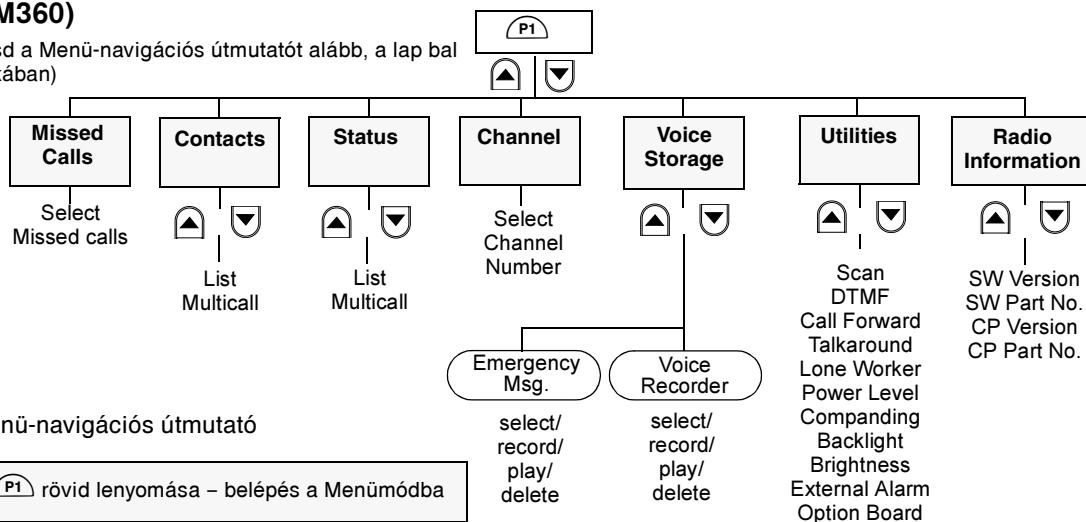 M360)
sd a Menü-navigációs útmutatót alább, a lap bal
kában)
P1
Missed
Calls
Contacts
Status
Channel
Voice
Storage
Utilities
Radio
Information
Select
Missed calls
List
Multicall
List
Multicall
Select
Channel
Number
Emergency
Msg.
select/
record/
play/
delete
Voice
Recorder
select/
record/
play/
delete
Scan
DTMF
Call Forward
Talkaround
Lone Worker
Power Level
Companding
Backlight
Brightness
External Alarm
Option Board
SW Version
SW Part No.
CP Version
CP Part No.
nü-navigációs útmutató
P1 rövid lenyomása – belépés a Menümódba